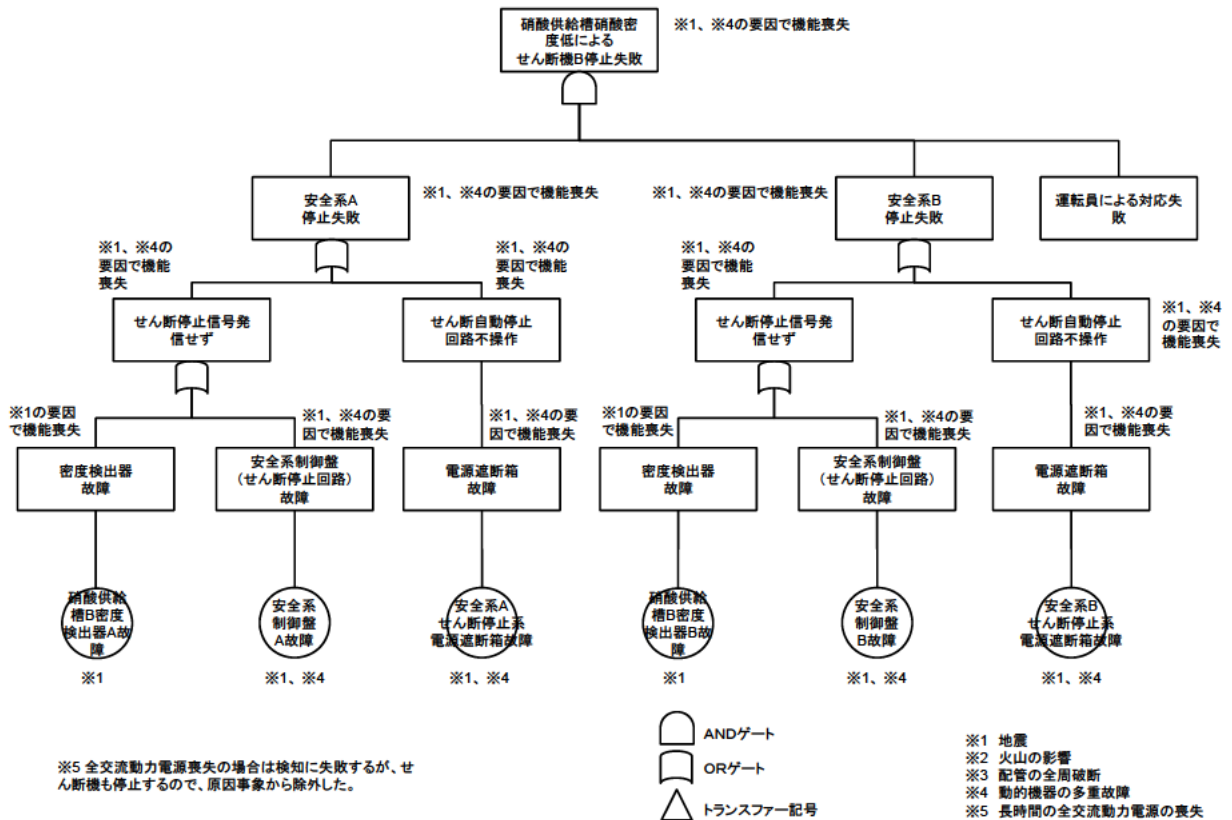 硝酸供給槽硝酸密
度低による
せん断機B停止失敗
※1、※4の要因で機能喪失
安全系A
停止失敗
※1、※4の要因で機能喪失
※1、※4の要因で機能喪失
安全系B
停止失敗
運転員による対応失
敗
※1、※4の
要因で機能
喪失
※1、※4の
要因で機能
喪失
※1、※4の
要因で機能
喪失
せん断停止信号発
信せず
せん断自動停止
回路不操作
せん断停止信号発
信せず
せん断自動停止
回路不操作
※1、※4
の要因で
機能喪失
※1の要因
で機能喪失
※1、※4の要
因で機能喪失
※1、※4の要
因で機能喪失
※1の要因
で機能喪失
※1、※4の要
因で機能喪失
※1、※4の要
因で機能喪失
密度検出器
故障
安全系制御盤
(せん断停止回路)
故障
電源遮断箱
故障
密度検出器
故障
安全系制御盤
(せん断停止回路)
故障
電源遮断箱
故障
硝酸供給
槽B密度
検出器A故
障
安全系
制御盤
A故障
安全系A
せん断停止系
電源遮断箱故障
硝酸供給
槽B密度
検出器B故
障
安全系
制御盤
B故障
安全系B
せん断停止系
電源遮断箱故障
※1
※1、※4
※1、※4
※1
※1、※4
※1、※4
※5 全交流動力電源喪失の場合は検知に失敗するが、せ
ん断機も停止するので、原因事象から除外した。
ANDゲート
ORゲート
トランスファー記号
※1 地震
※2 火山の影響
※3 配管の全周破断
※4 動的機器の多重故障
※5 長時間の全交流動力電源の喪失